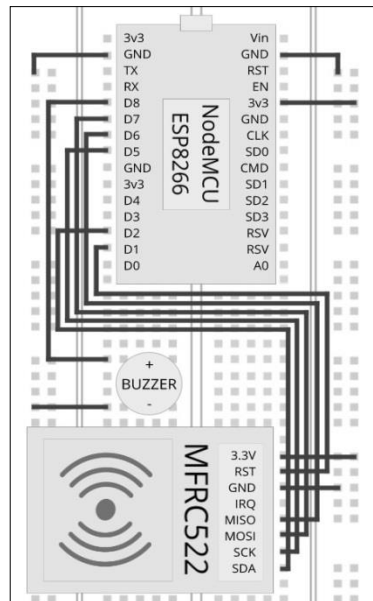 3v3
GND
TX
RX
D8
D7
D6
D5
GND
3v3
D4
D3
D2
D1
D0
NodeMCU
ESP8266
Vin
GND
RST
EN
3v3
GND
CLK
SD0
CMD
SD1
SD2
SD3
RSV
RSV
A0
+
BUZZER
-
MFRC522
3.3V
RST
GND
IRQ
MISO
MOSI
SCK
SDA